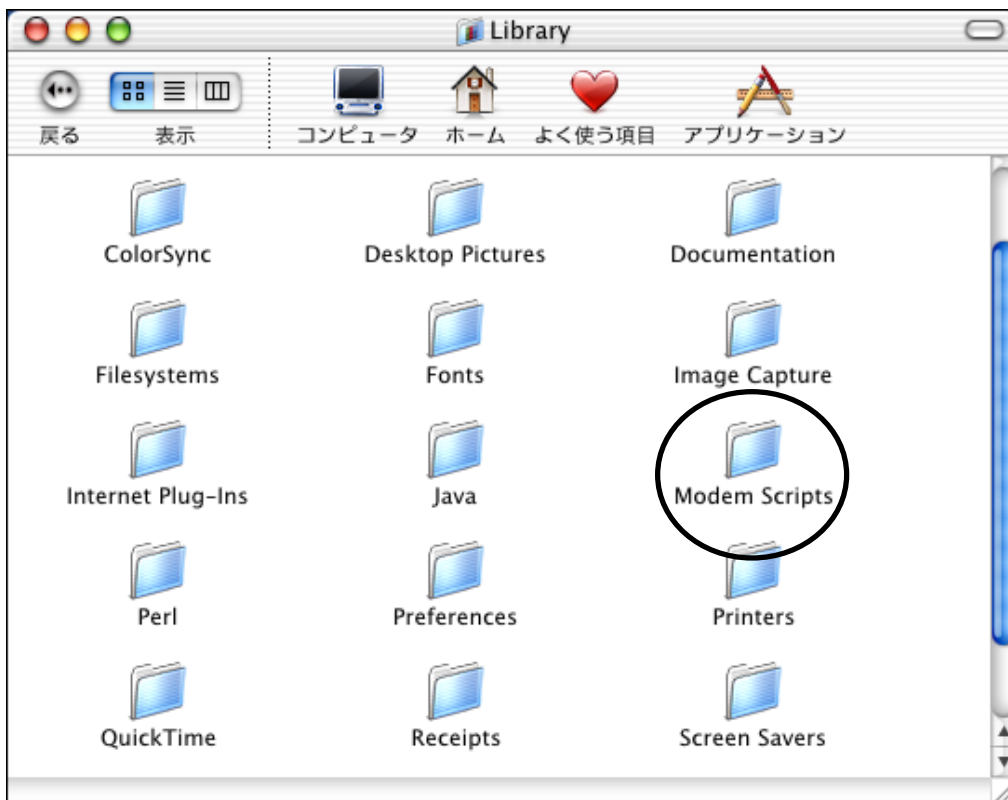 Library
戻る 表示 コンピュータ ホーム よく使う項目 アプリケーション
ColorSync Desktop Pictures Documentation
Filesystems Fonts Image Capture
Internet Plug-Ins Java Modem Scripts
Perl Preferences Printers
QuickTime Receipts Screen Savers